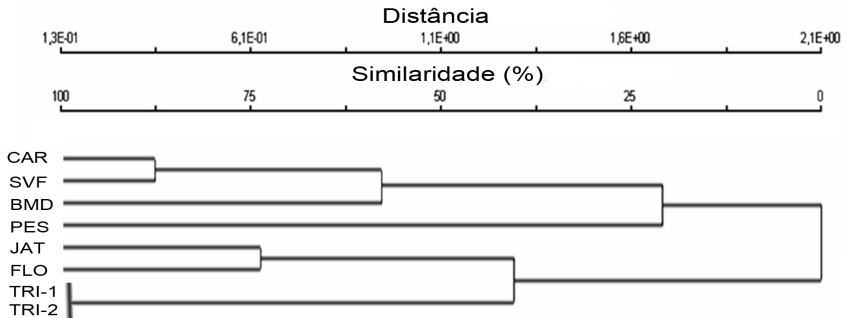 Distância
1,3E-01 6,1E-01 1,1E+00 1,6E+00 2,1E+00
Similaridade (%)
100 75 50 25 0
CAR
SVF
BMD
PES
JAT
FLO
TRI-1
TRI-2